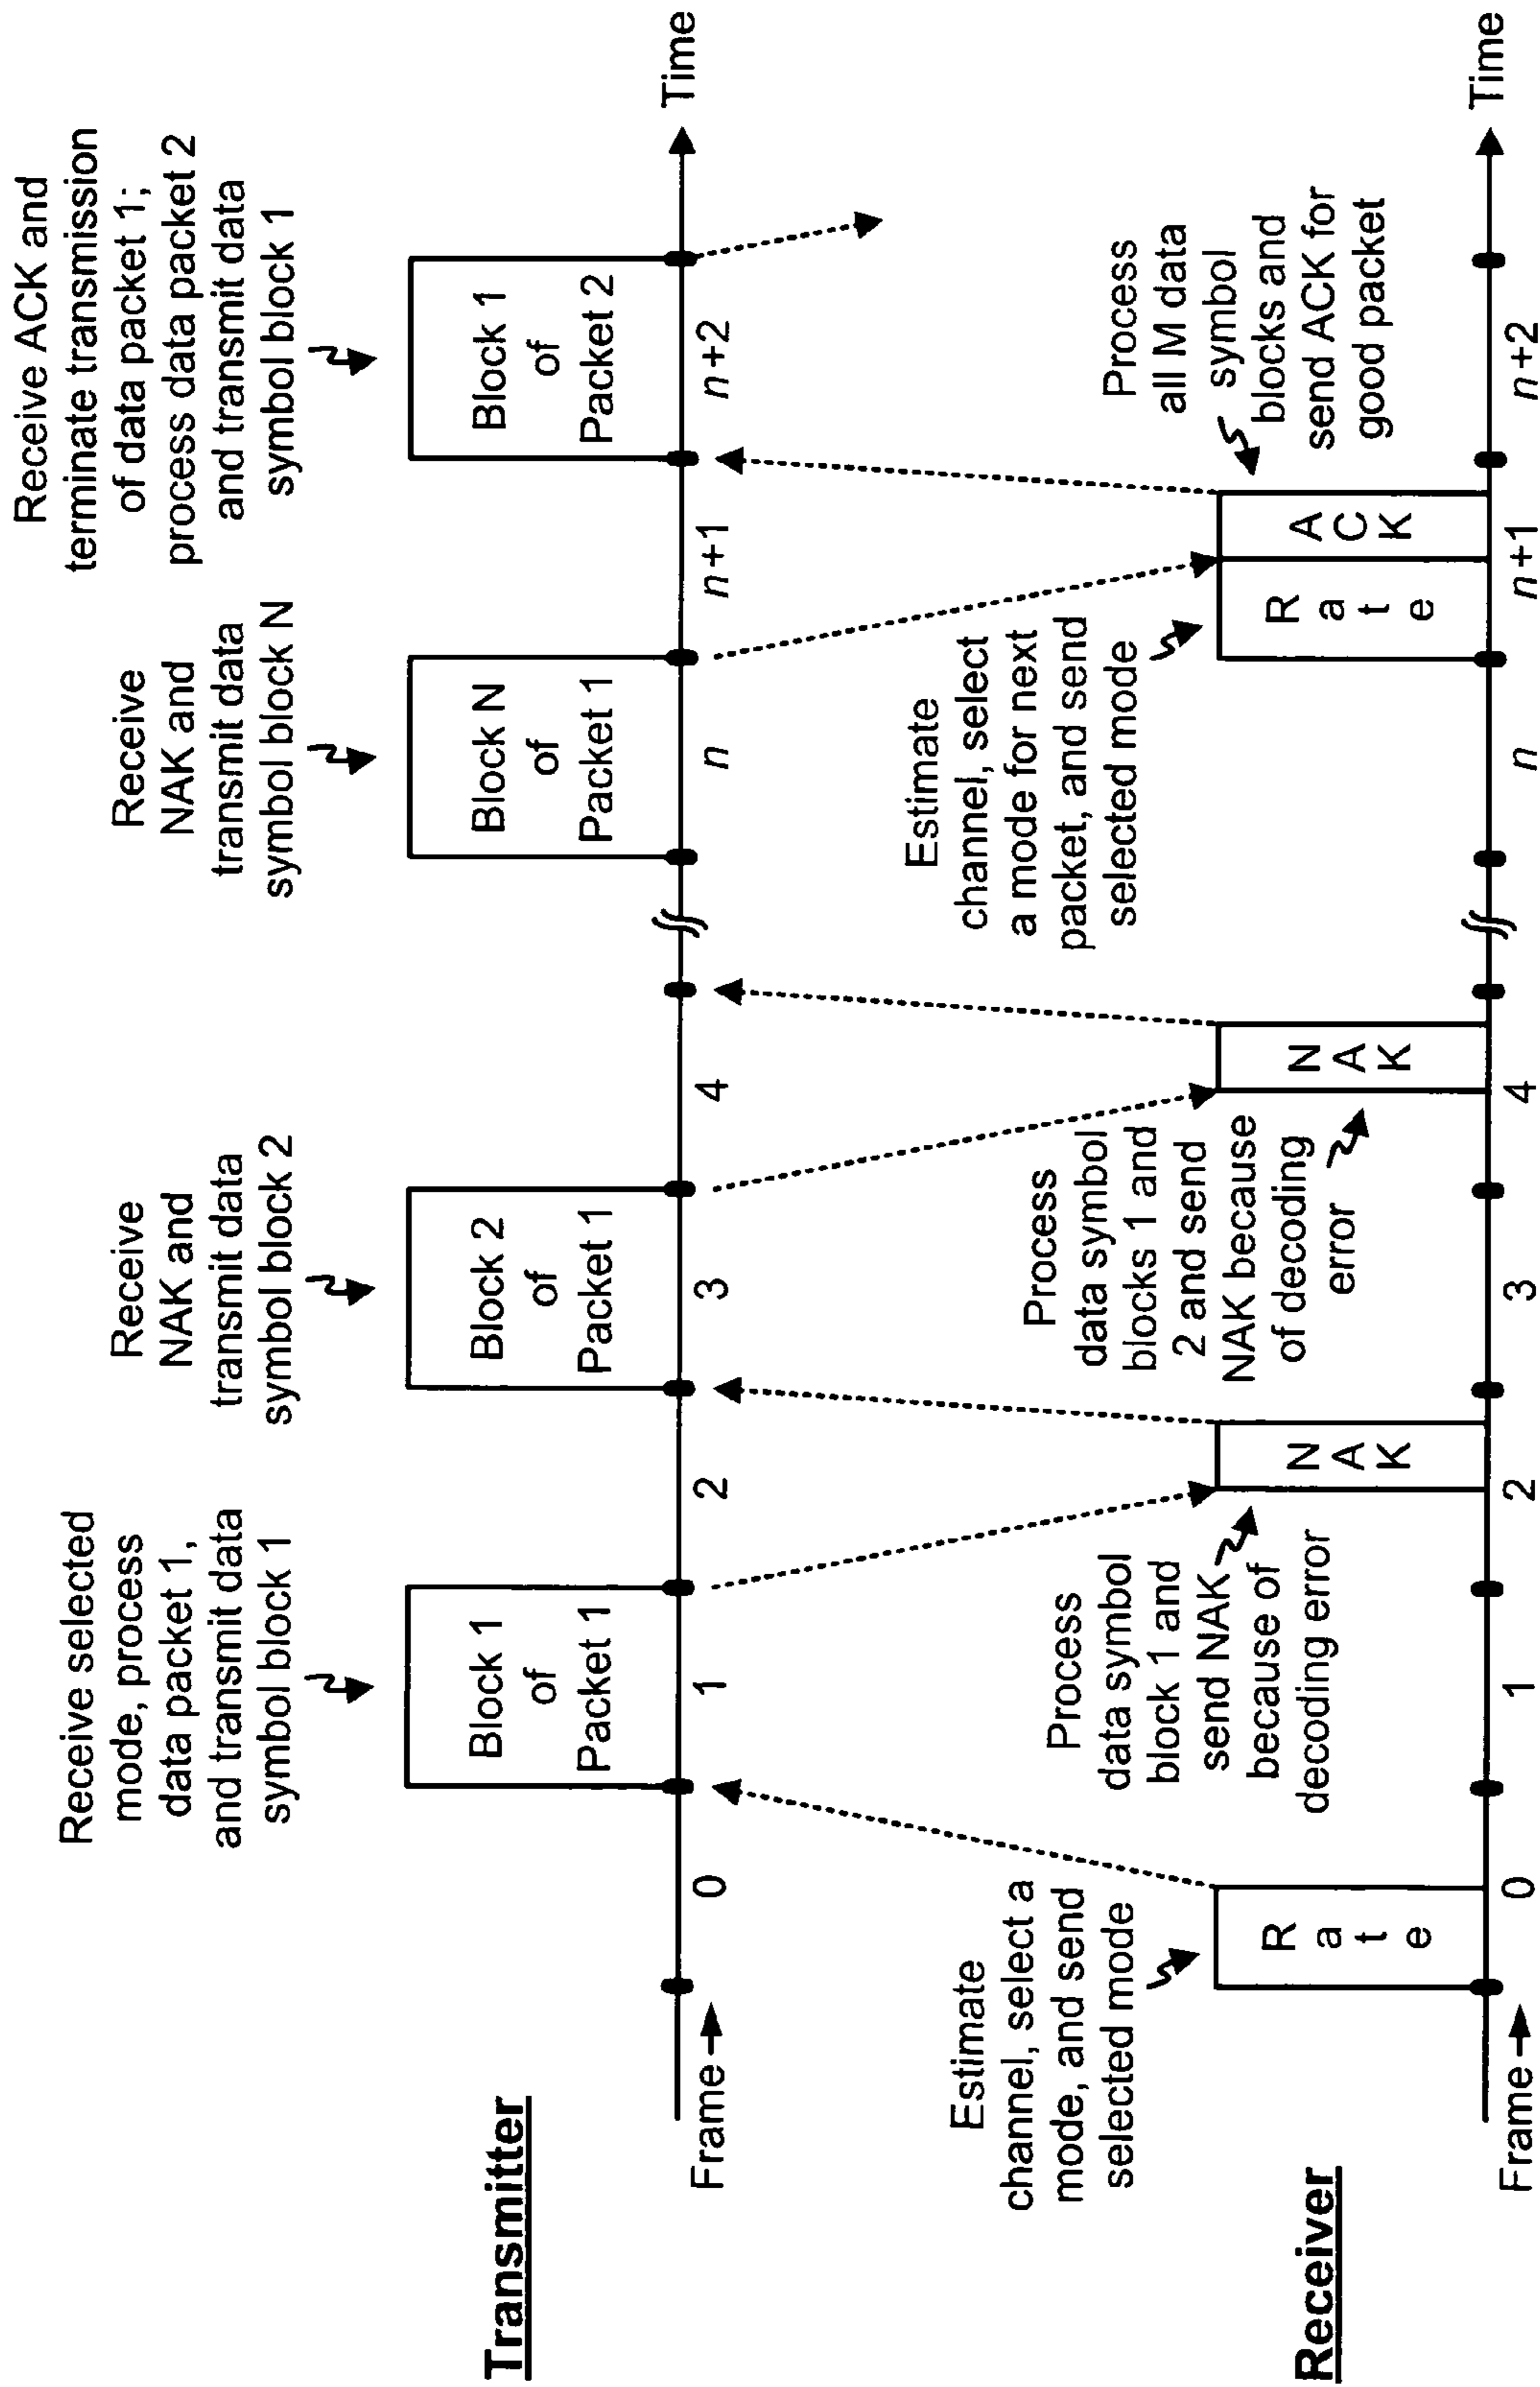 Receive selected
mode, process
data packet 1,
and transmit data
symbol block 1
Receive
NAK and
transmit data
symbol block 2
Receive
NAK and
transmit data
symbol block N
Receive ACK and
terminate transmission
of data packet 1;
process data packet 2
and transmit data
symbol block 1
Transmitter
Block 1
of
Packet 1
Block 2
of
Packet 1
Block N
of
Packet 1
Block 1
of
Packet 2
Time
Frame
0
1
2
3
4
n
n+1
n+2
Estimate
channel, select a
mode, and send
selected mode
Process
data symbol
block 1 and
send NAK
because of
decoding error
Process
data symbol
blocks 1 and
2 and send
NAK because
of decoding
error
Estimate
channel, select
a mode for next
packet, and send
selected mode
Process
all M data
symbol
blocks and
send ACK for
good packet
Receiver
Rate
NAK
NAK
Rate
ACK
Time
Frame
0
1
2
3
4
n
n+1
n+2